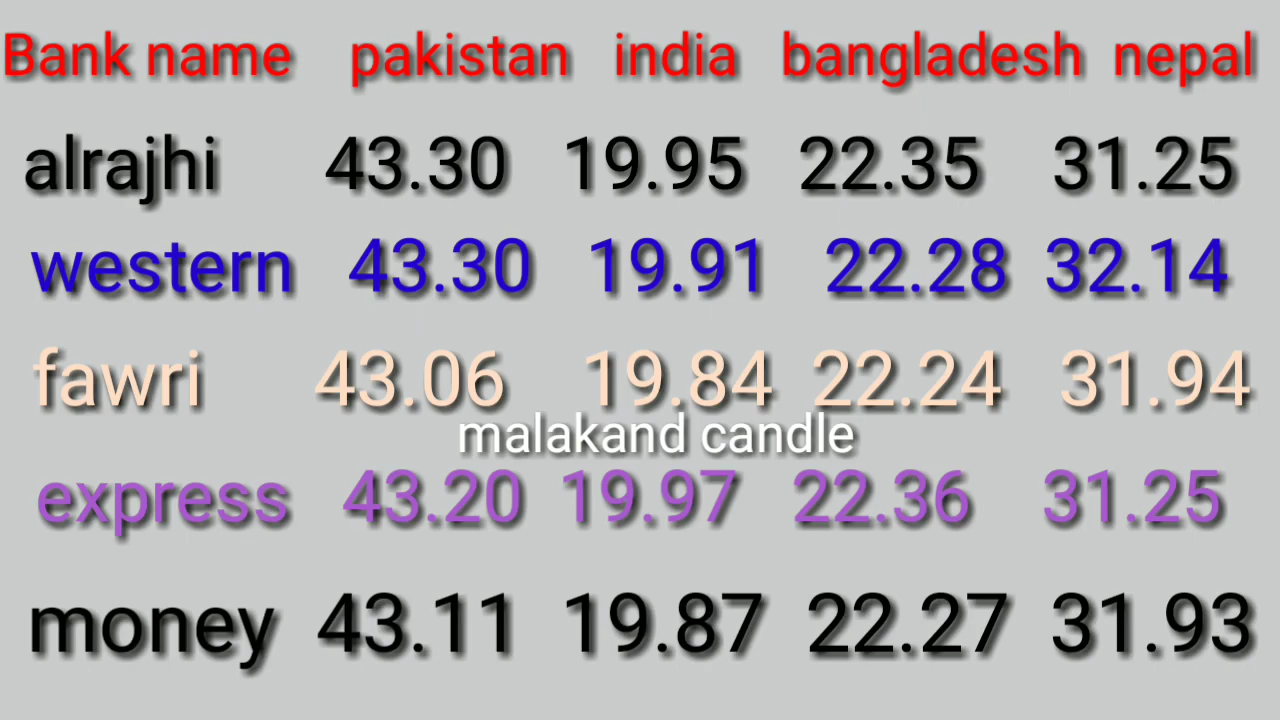 Bank name pakistan india bangladesh nepal
alrajhi 43.30 19.95 22.35 31.25
western 43.30 19.91 22.28 32.14
fawri 43.06 19.84 22.24 31.94
malakand candle
express 43.20 19.97 22.36 31.25
money 43.11 19.87 22.27 31.93